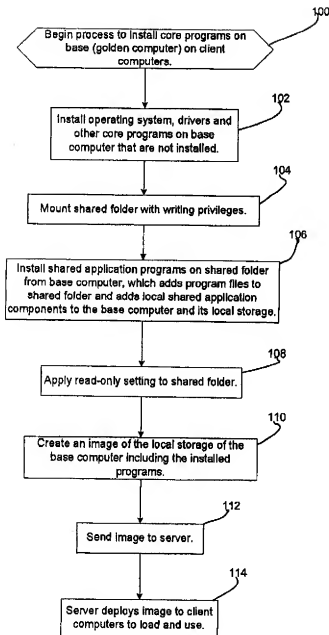 100
Begin process to install core programs on
base (golden computer) on client
computers.
102
Install operating system, drivers and
other core programs on base
computer that are not installed.
104
Mount shared folder with writing privileges.
106
Install shared application programs on shared folder
from base computer, which adds program files to
shared folder and adds local shared application
components to the base computer and its local storage.
108
Apply read-only setting to shared folder.
110
Create an image of the local storage of the
base computer including the installed
programs.
112
Send image to server.
114
Server deploys image to client
computers to load and use.